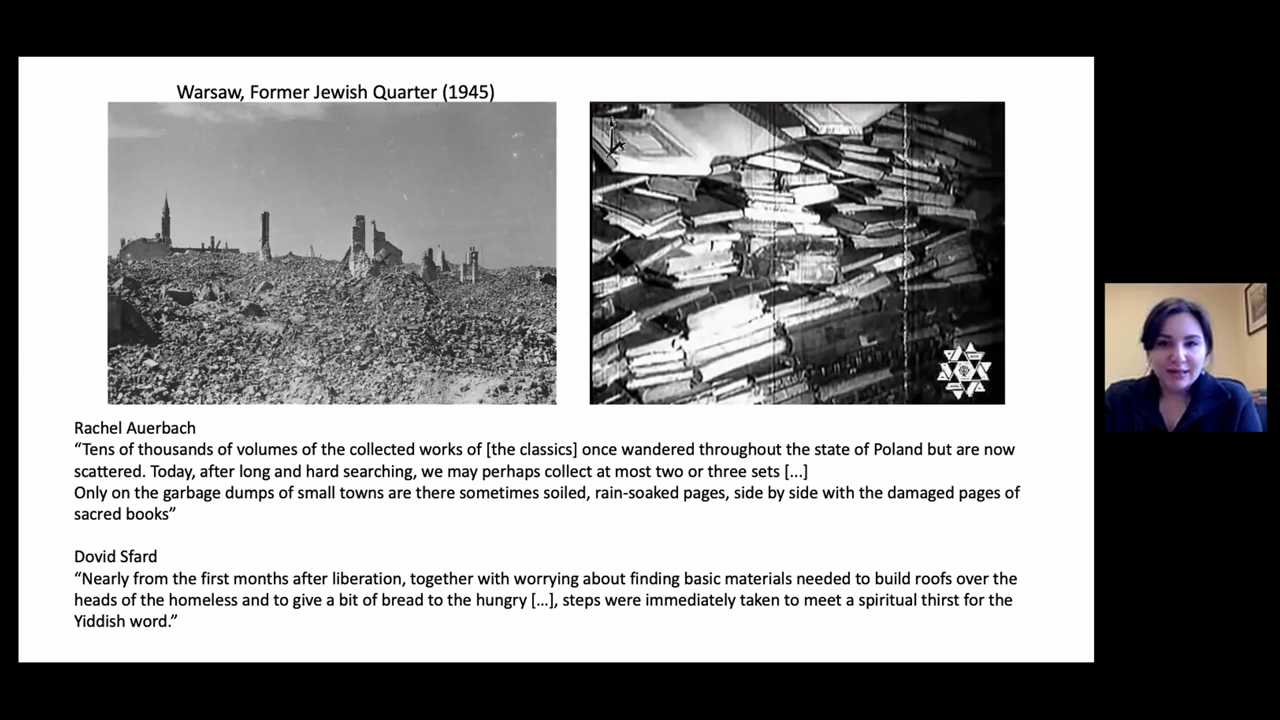 Warsaw, Former Jewish Quarter (1945)
Rachel Auerbach
“Tens of thousands of volumes of the collected works of [the classics] once wandered throughout the state of Poland but are now
scattered. Today, after long and hard searching, we may perhaps collect at most two or three sets [...]
Only on the garbage dumps of small towns are there sometimes soiled, rain-soaked pages, side by side with the damaged pages of
sacred books”
Dovid Sfard
“Nearly from the first months after liberation, together with worrying about finding basic materials needed to build roofs over the
heads of the homeless and to give a bit of bread to the hungry [...], steps were immediately taken to meet a spiritual thirst for the
Yiddish word.”